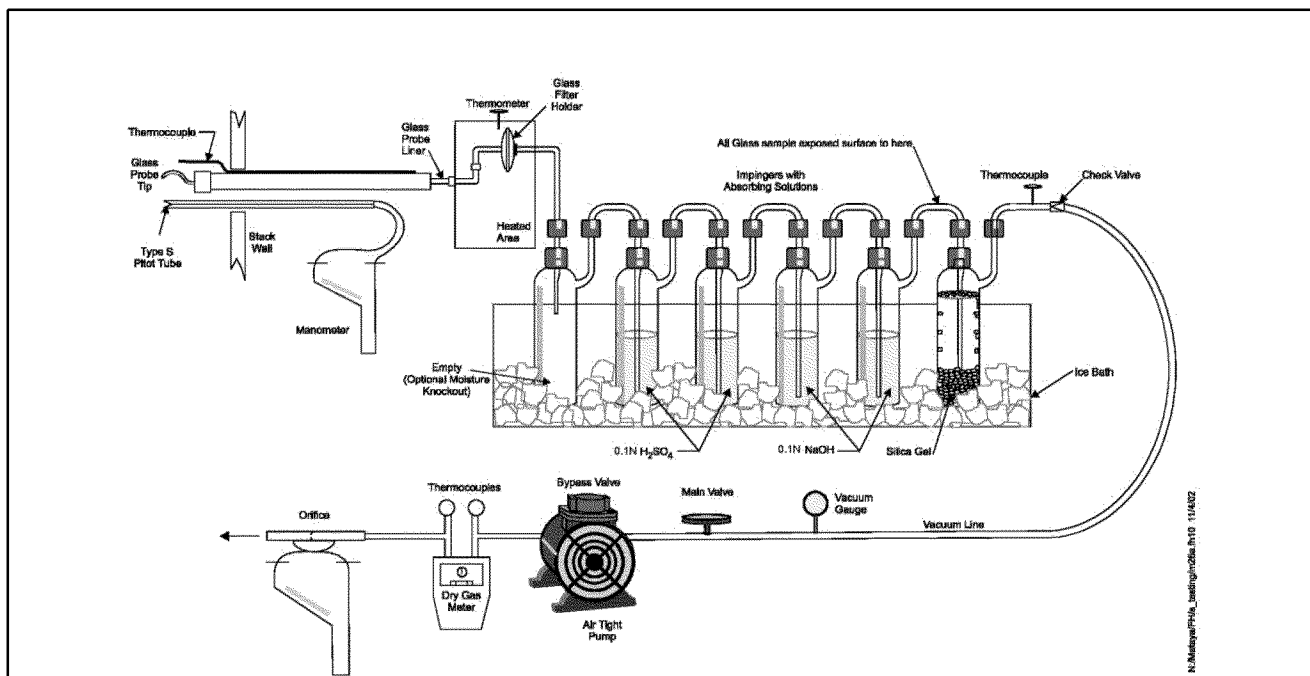 Glass
Filter
Holder
Thermometer
Glass
Probe
Liner
Thermocouple
Glass
Probe
Tip
All Glass sample exposed surface to here
Thermocouple
Check Valve
Impingers with
Absorbing Solutions
Heated
Area
Stack
Wall
Type S
Pitot Tube
Manometer
Empty
(Optional Moisture
Knockout)
Ice Bath
0.1N H₂SO₄
0.1N NaOH
Silica Gel
Thermocouples
Bypass Valve
Main Valve
Vacuum
Gauge
Orifice
Vacuum Line
Dry Gas
Meter
Air Tight
Pump
11/4/02